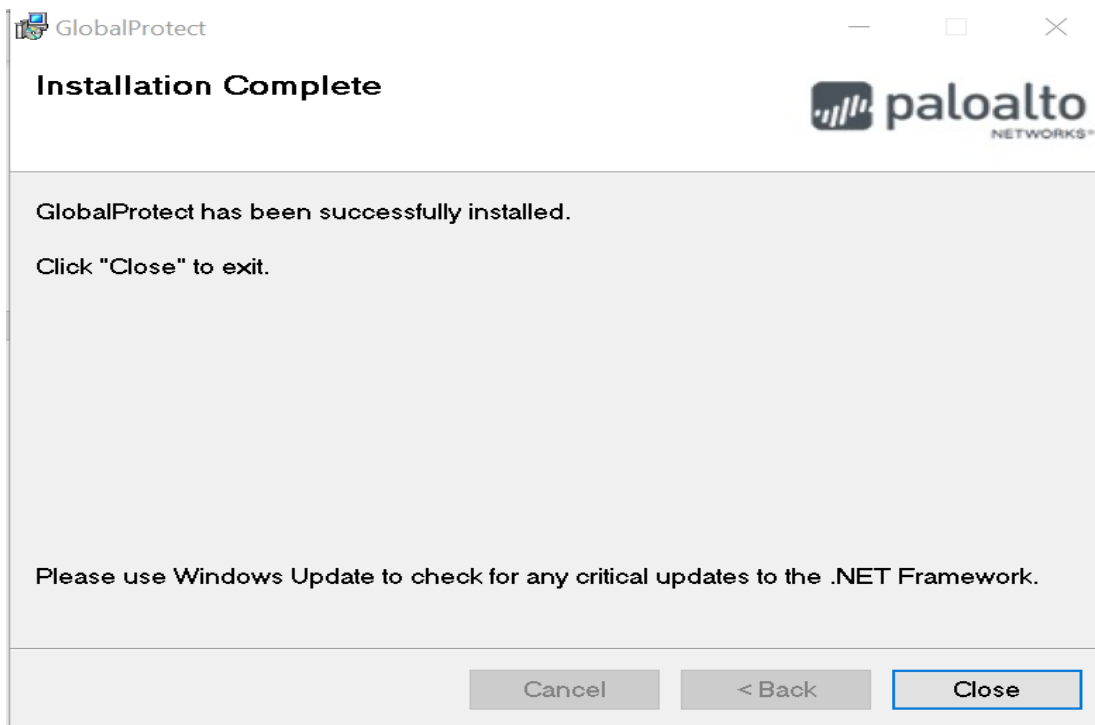 GlobalProtect
Installation Complete
paloalto
NETWORKS®
GlobalProtect has been successfully installed.
Click "Close" to exit.
Please use Windows Update to check for any critical updates to the .NET Framework.
Cancel
< Back
Close